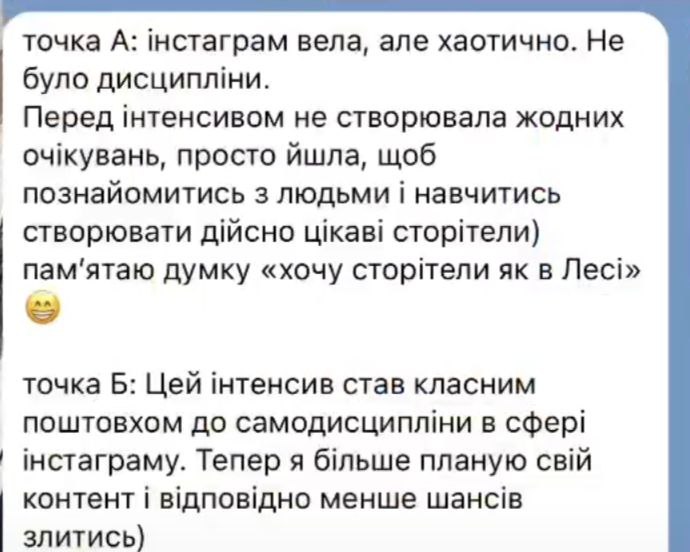 точка А: інстаграм вела, але хаотично. Не
було дисципліни.
Перед інтенсивом не створювала жодних
очікувань, просто йшла, щоб
познайомитись з людьми і навчитись
створювати дійсно цікаві сторітели)
пам’ятаю думку «хочу сторітели як в Лесі»
😁
точка Б: Цей інтенсив став класним
поштовхом до самодисципліни в сфері
інстаграму. Тепер я більше планую свій
контент і відповідно менше шансів
злитись)